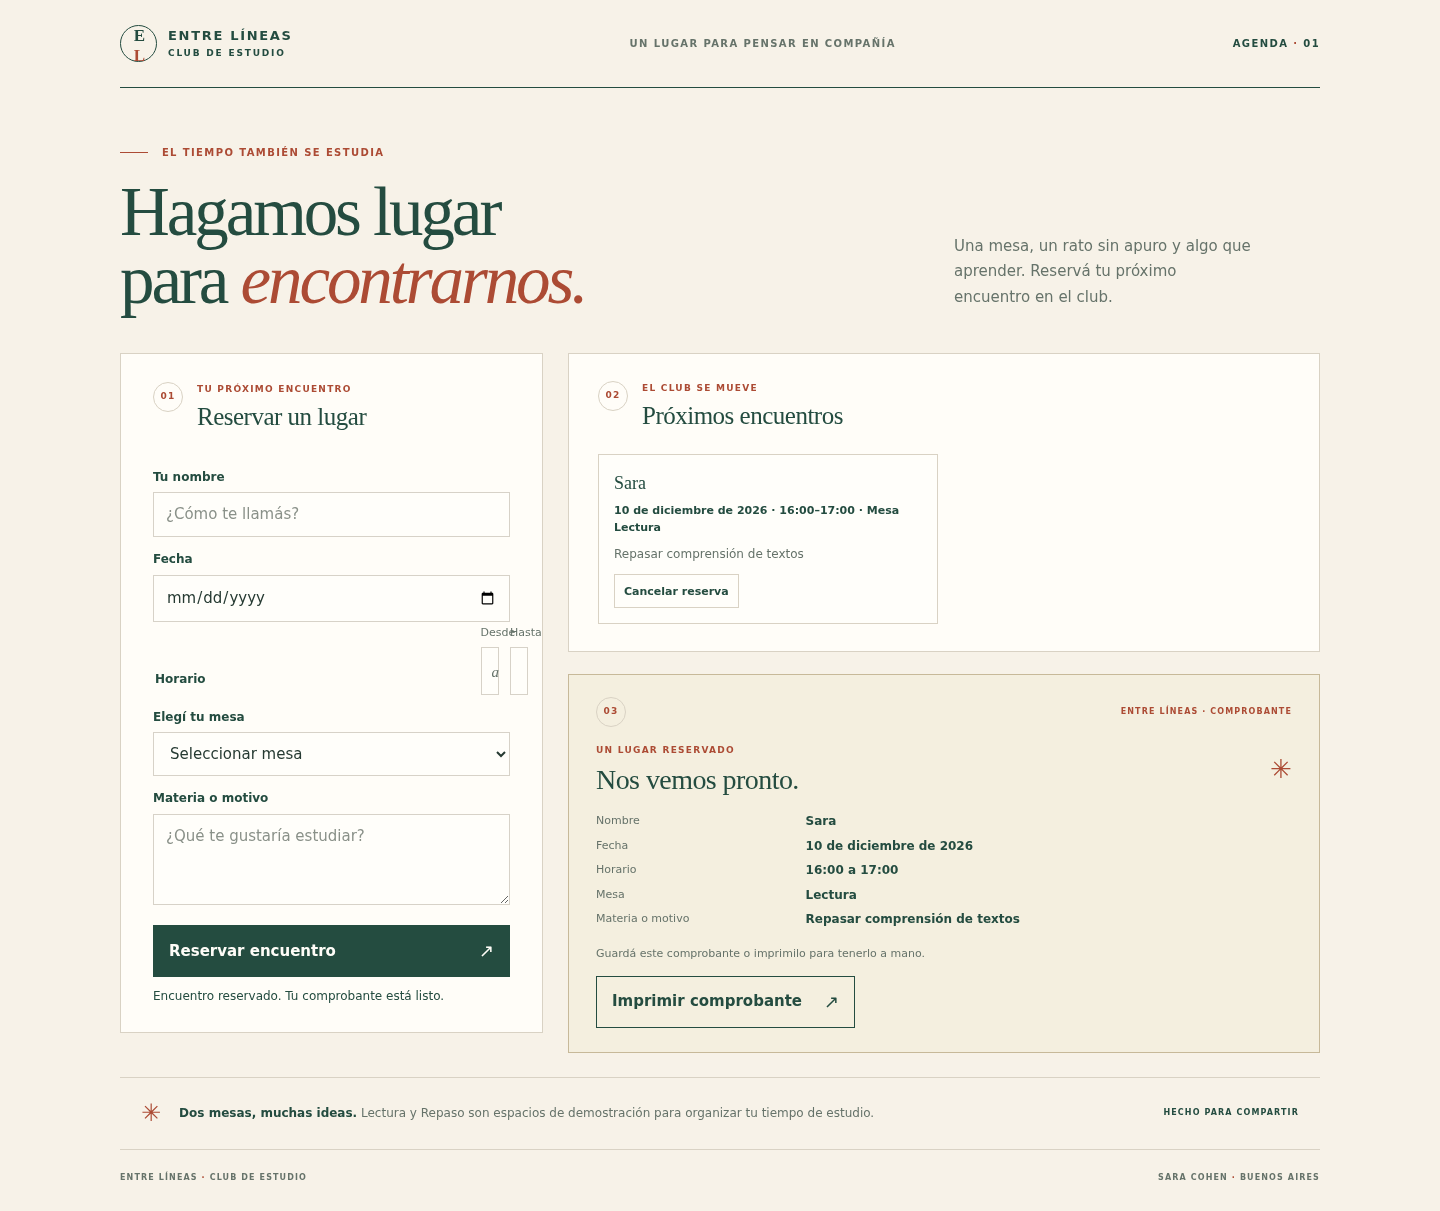 E
L
ENTRE LÍNEAS
CLUB DE ESTUDIO
UN LUGAR PARA PENSAR EN COMPAÑÍA
AGENDA · 01
EL TIEMPO TAMBIÉN SE ESTUDIA
Hagamos lugar
para encontrarnos.
Una mesa, un rato sin apuro y algo que
aprender. Reservá tu próximo
encuentro en el club.
01
TU PRÓXIMO ENCUENTRO
Reservar un lugar
Tu nombre
¿Cómo te llamás?
Fecha
mm/dd/yyyy
Desde
Hasta
Horario
a
Elegí tu mesa
Seleccionar mesa
Materia o motivo
¿Qué te gustaría estudiar?
Reservar encuentro ↗
Encuentro reservado. Tu comprobante está listo.
02
EL CLUB SE MUEVE
Próximos encuentros
Sara
10 de diciembre de 2026 · 16:00–17:00 · Mesa
Lectura
Repasar comprensión de textos
Cancelar reserva
03
ENTRE LÍNEAS · COMPROBANTE
UN LUGAR RESERVADO
Nos vemos pronto.
Nombre Sara
Fecha 10 de diciembre de 2026
Horario 16:00 a 17:00
Mesa Lectura
Materia o motivo Repasar comprensión de textos
Guardá este comprobante o imprimilo para tenerlo a mano.
Imprimir comprobante ↗
Dos mesas, muchas ideas. Lectura y Repaso son espacios de demostración para organizar tu tiempo de estudio.
HECHO PARA COMPARTIR
ENTRE LÍNEAS · CLUB DE ESTUDIO
SARA COHEN · BUENOS AIRES